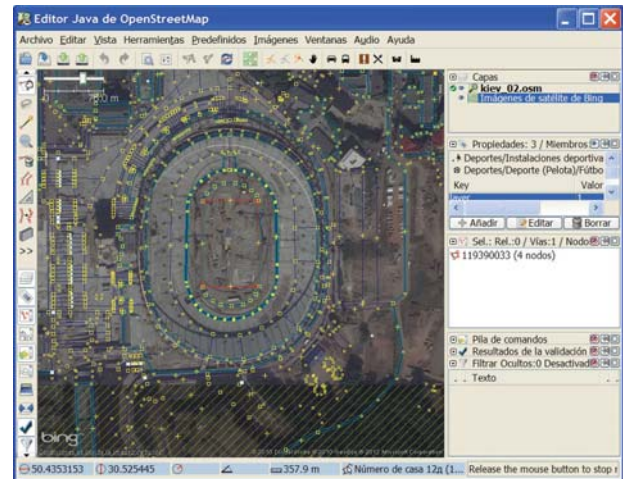 Editor Java de OpenStreetMap
Archivo Editar Vista Herramientas Predefinidos Imágenes Ventanas Audio Ayuda
Capas
kiev_02.osm
Imágenes de satélite de Bing
Propiedades: 3 / Miembros
Deportes/Instalaciones deportiva
Deportes/Deporte (Pelota)/Fútbo
Key Valor
layer 1
Añadir Editar Borrar
Sel.: Rel.:0 / Vías:1 / Nodo
119390033 (4 nodos)
Pila de comandos
Resultados de la validación
Filtrar Ocultos:0 Desactivad
. . Texto . .
>>
bing
50.4353153 30.525445 357.9 m Número de casa 12д (1... Release the mouse button to stop r